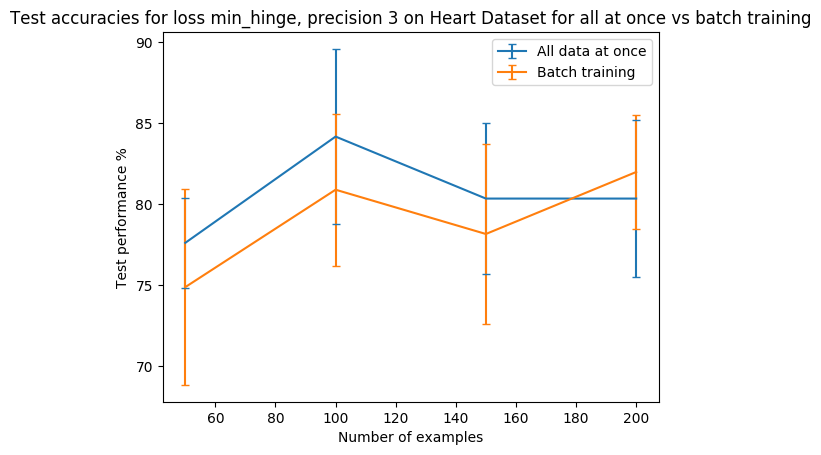 Test accuracies for loss min_hinge, precision 3 on Heart Dataset for all at once vs batch training
All data at once
Batch training
90
85
80
75
70
Test performance %
60 80 100 120 140 160 180 200
Number of examples